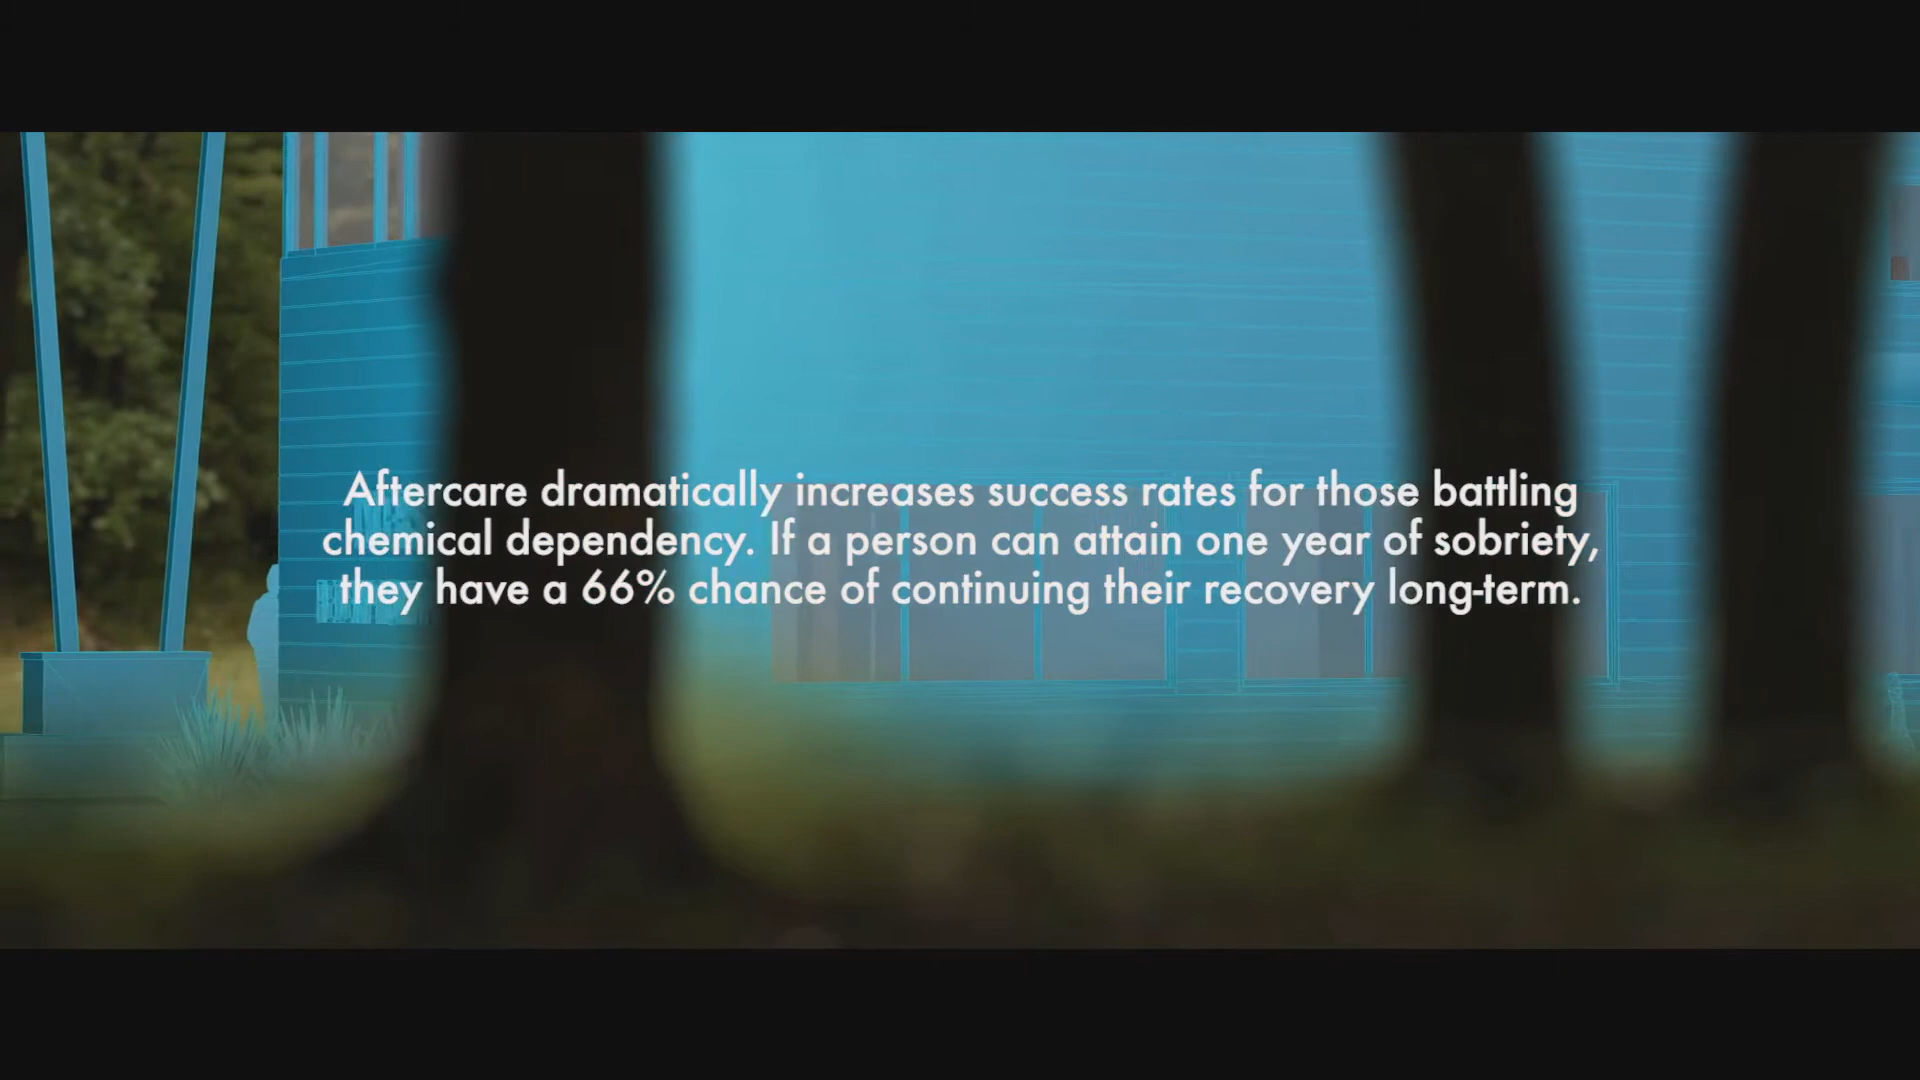 Aftercare dramatically increases success rates for those battling
chemical dependency. If a person can attain one year of sobriety,
they have a 66% chance of continuing their recovery long-term.